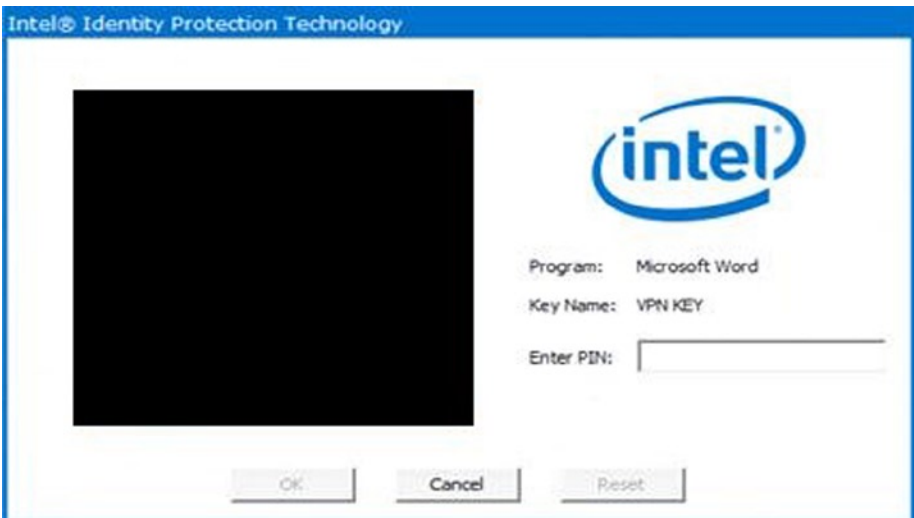 Intel® Identity Protection Technology
intel
Program: Microsoft Word
Key Name: VPN KEY
Enter PIN:
OK Cancel Reset